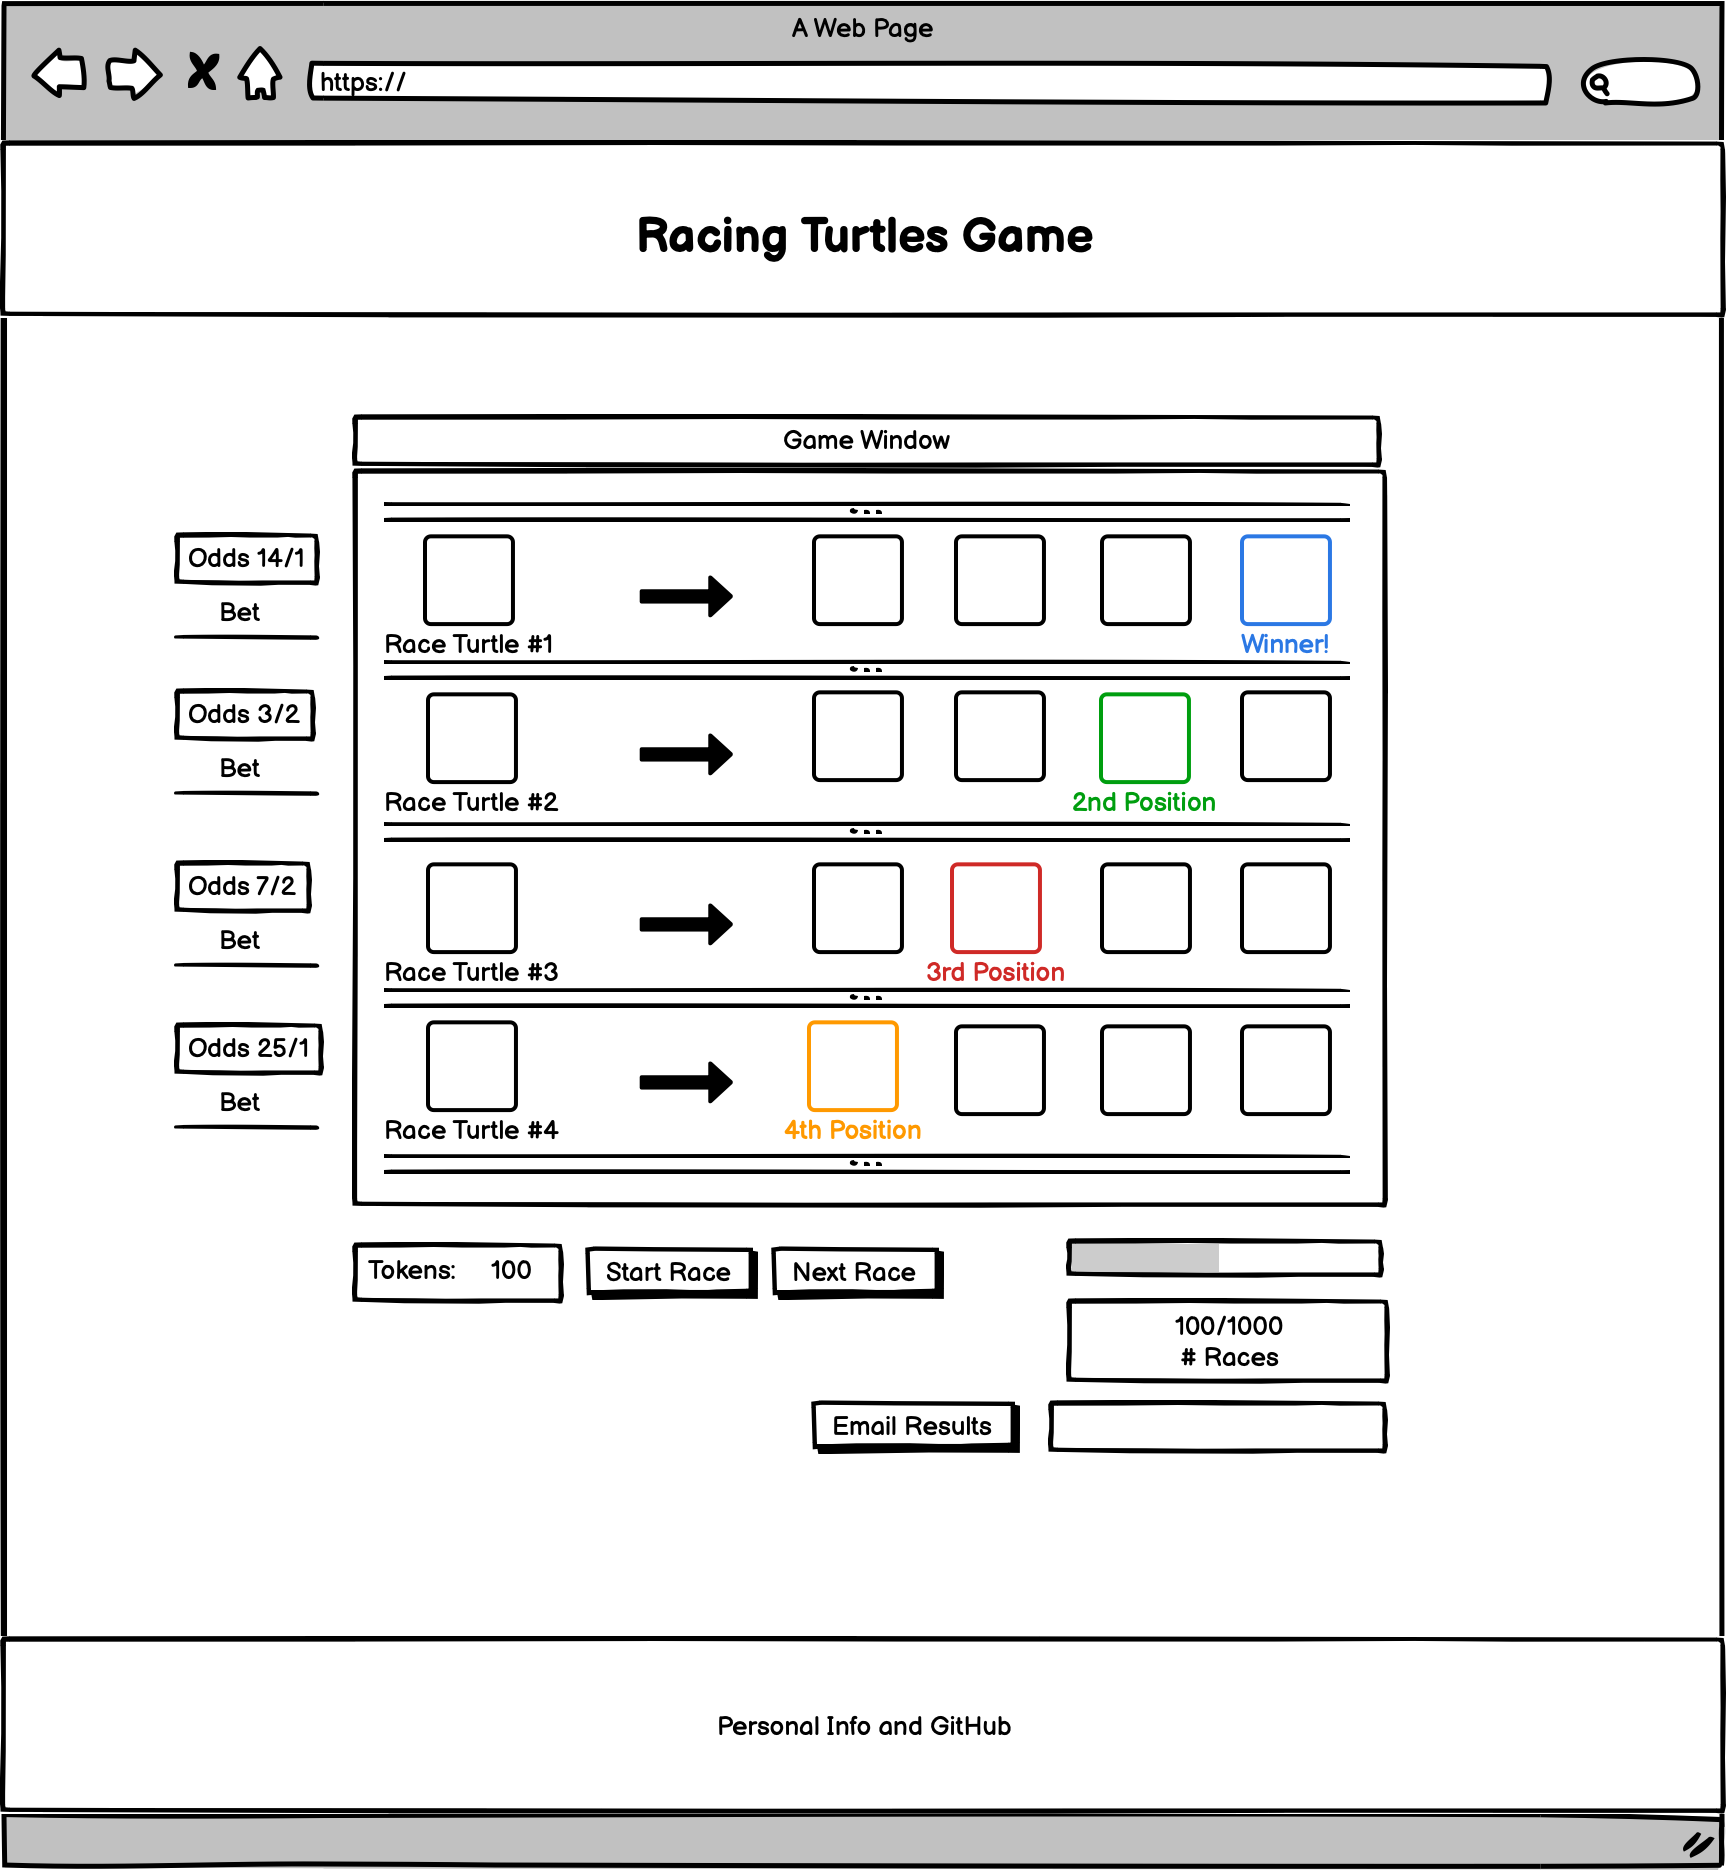 A Web Page
https://
Racing Turtles Game
Game Window
Odds 14/1
Bet
Race Turtle #1
Winner!
Odds 3/2
Bet
Race Turtle #2
2nd Position
Odds 7/2
Bet
Race Turtle #3
3rd Position
Odds 25/1
Bet
Race Turtle #4
4th Position
Tokens: 100
Start Race
Next Race
100/1000
# Races
Email Results
Personal Info and GitHub